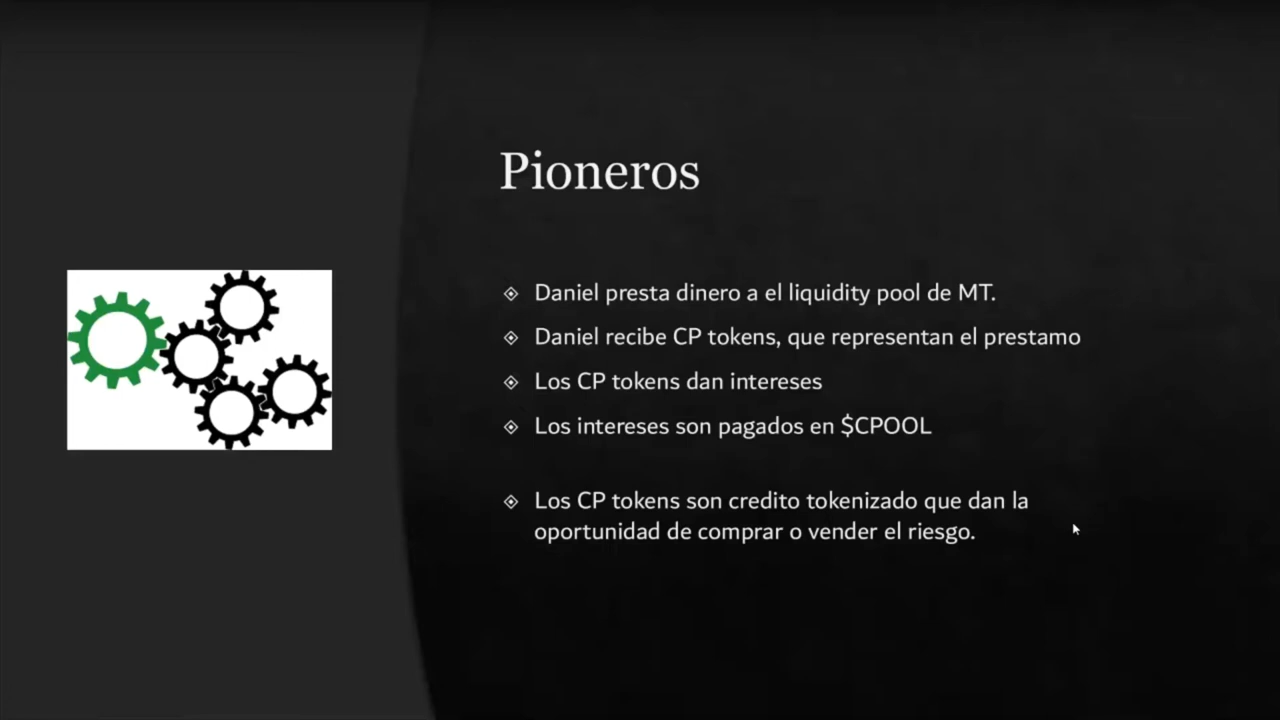 Pioneros
Daniel presta dinero a el liquidity pool de MT.
Daniel recibe CP tokens, que representan el prestamo
Los CP tokens dan intereses
Los intereses son pagados en $CPOOL
Los CP tokens son credito tokenizado que dan la
oportunidad de comprar o vender el riesgo.